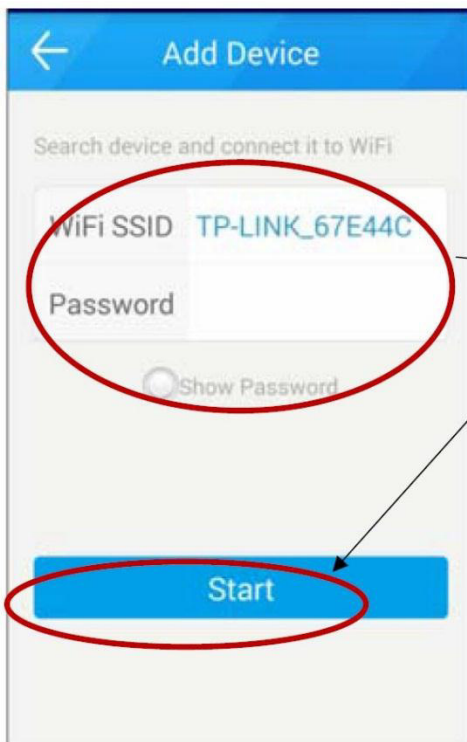 Add Device
Search device and connect it to WiFi
WiFi SSID TP-LINK_67E44C
Password
Show Password
Start